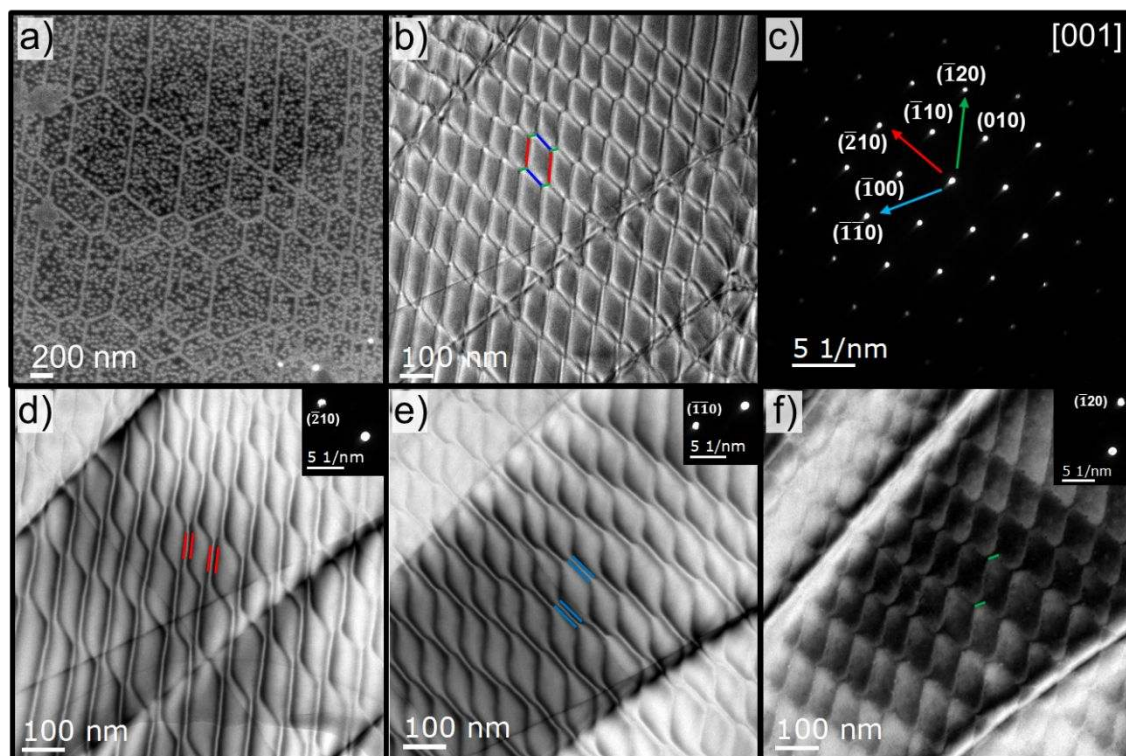 a)
200 nm
b)
100 nm
c)
[001]
(1̄20)
(1̄10)
(010)
(2̄10)
(1̄00)
(1̄1̄0)
5 1/nm
d)
(2̄10)
5 1/nm
100 nm
e)
(1̄1̄0)
5 1/nm
100 nm
f)
(1̄20)
5 1/nm
100 nm